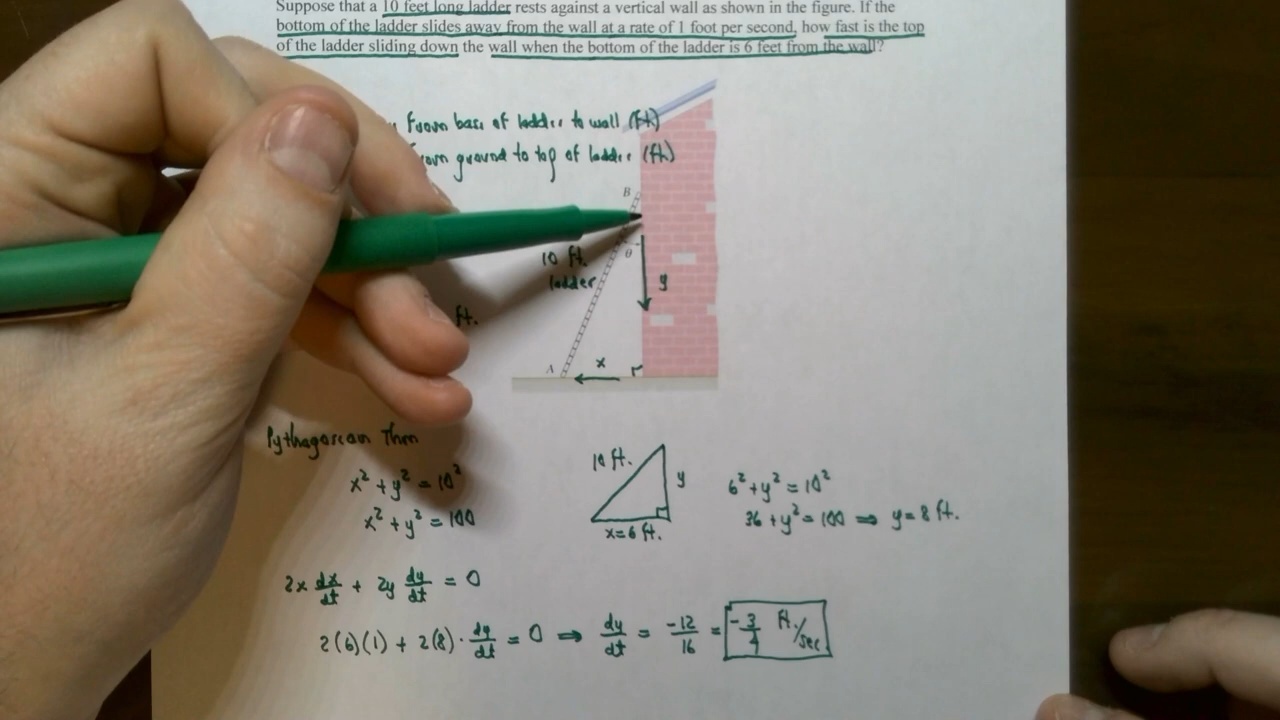 Suppose that a 10 feet long ladder rests against a vertical wall as shown in the figure. If the
bottom of the ladder slides away from the wall at a rate of 1 foot per second, how fast is the top
of the ladder sliding down the wall when the bottom of the ladder is 6 feet from the wall?
from base of ladder to wall (ft)
from ground to top of ladder (ft)
B
θ
10 ft.
ladder
y
ft.
x
A
Pythagorean Thm
x² + y² = 10²
x² + y² = 100
10 ft.
y
x=6 ft.
6² + y² = 10²
36 + y² = 100 ⇒ y = 8 ft.
2x dx/dt + 2y dy/dt = 0
2(6)(1) + 2(8) · dy/dt = 0 ⇒ dy/dt = -12/16 = -3/4 ft./sec